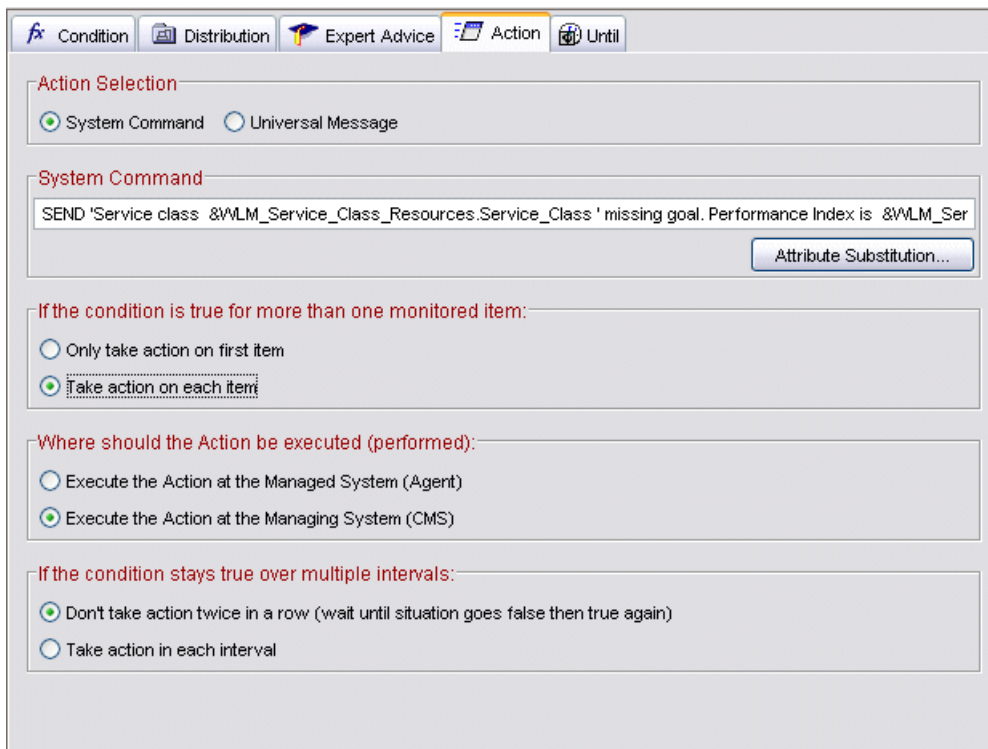 fx Condition Distribution Expert Advice Action Until
Action Selection
System Command Universal Message
System Command
SEND 'Service class &WLM_Service_Class_Resources.Service_Class ' missing goal. Performance Index is &WLM_Ser
Attribute Substitution...
If the condition is true for more than one monitored item:
Only take action on first item
Take action on each item
Where should the Action be executed (performed):
Execute the Action at the Managed System (Agent)
Execute the Action at the Managing System (CMS)
If the condition stays true over multiple intervals:
Don't take action twice in a row (wait until situation goes false then true again)
Take action in each interval